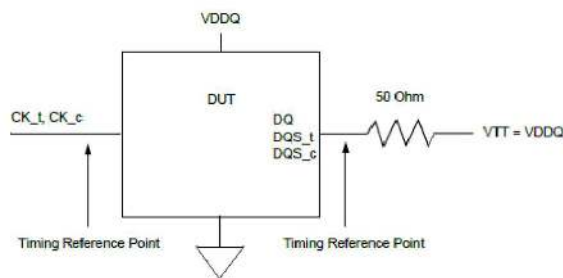 VDDQ
DUT
CK_t, CK_c
DQ
DQS_t
DQS_c
50 Ohm
VTT = VDDQ
Timing Reference Point
Timing Reference Point